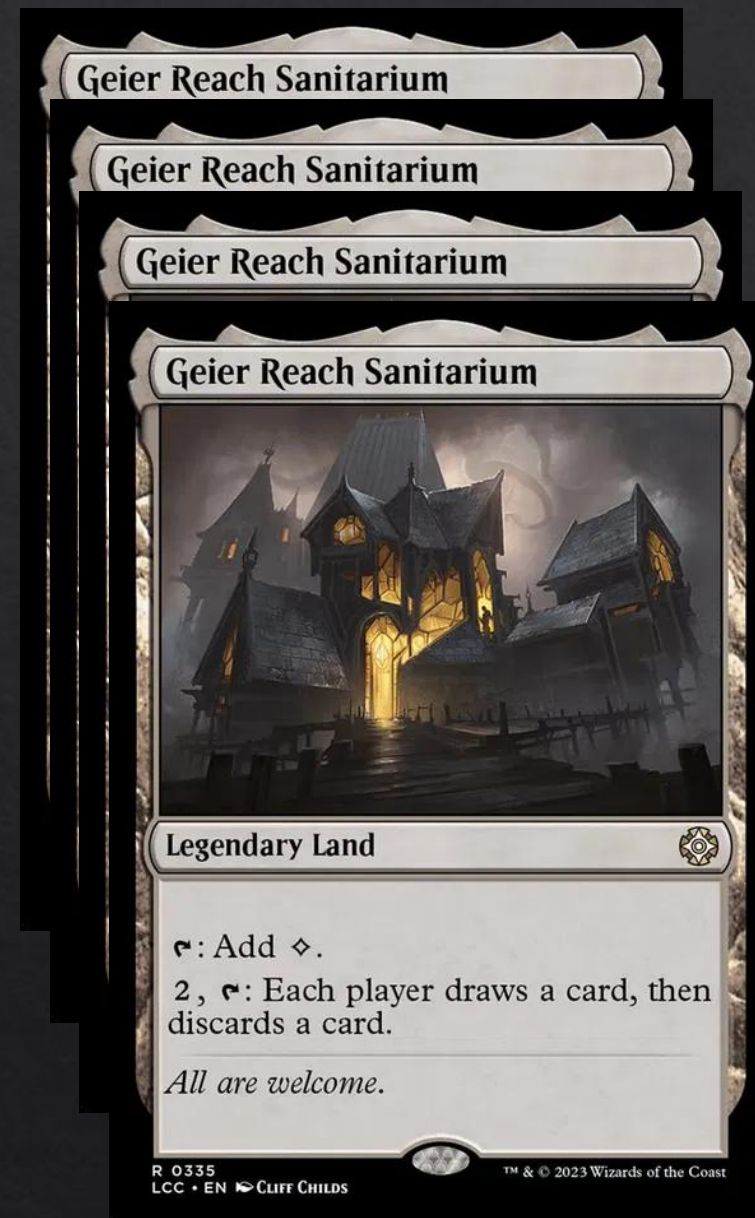 Geier Reach Sanitarium
Geier Reach Sanitarium
Geier Reach Sanitarium
Geier Reach Sanitarium
Legendary Land
: Add .
2, : Each player draws a card, then
discards a card.
All are welcome.
R 0335
LCC • EN CLIFF CHILDS
™ & © 2023 Wizards of the Coast